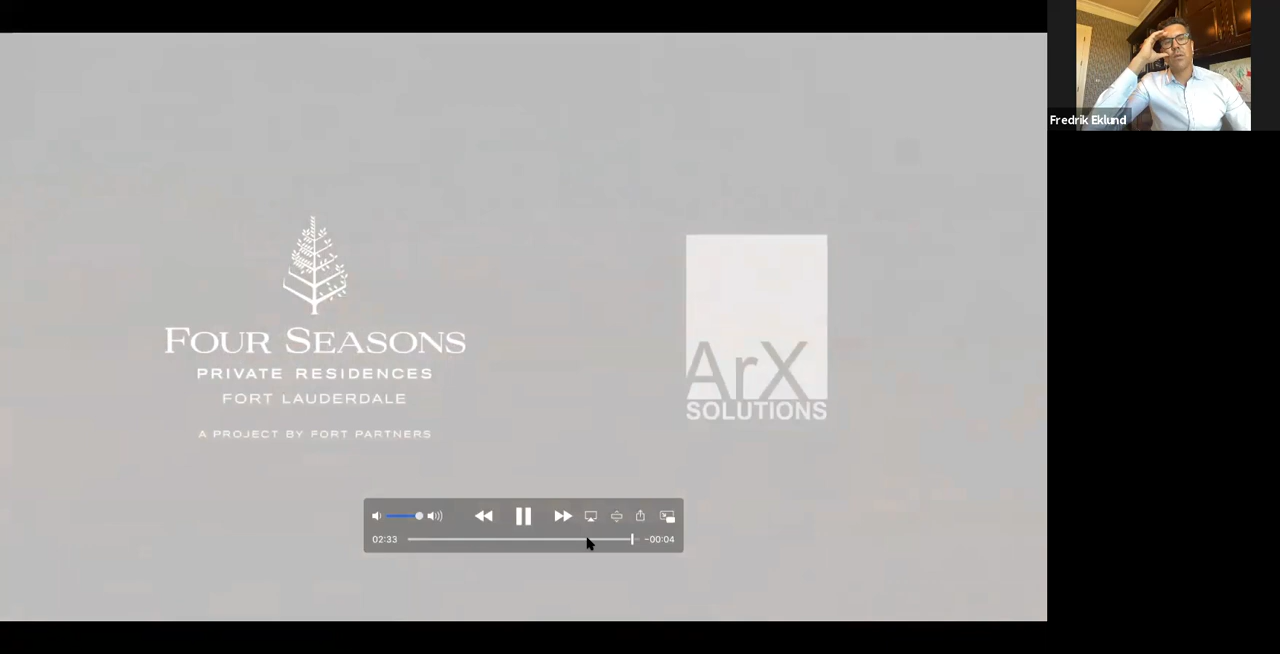 Fredrik Eklund
FOUR SEASONS
PRIVATE RESIDENCES
FORT LAUDERDALE
A PROJECT BY FORT PARTNERS
ArX
SOLUTIONS
02:33
-00:04